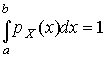 ∫_a^b p_X(x)dx = 1